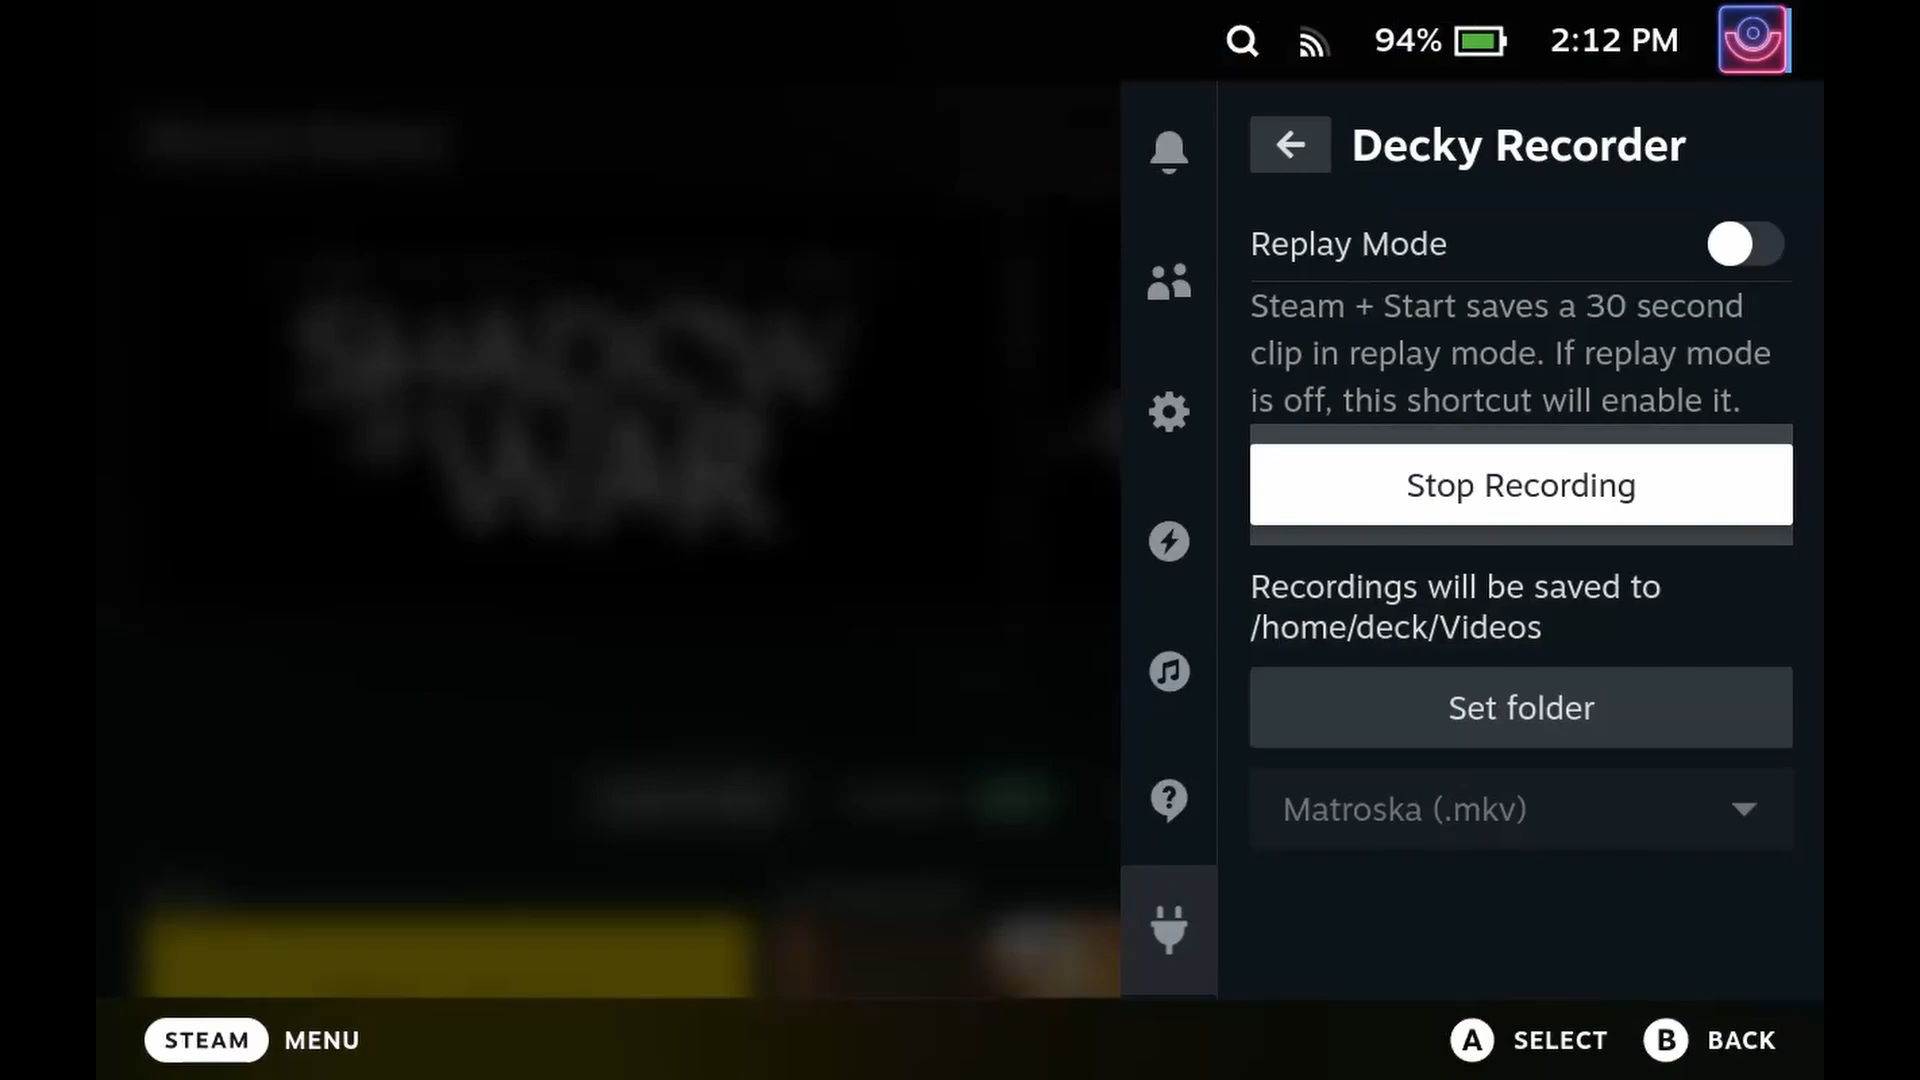 94%
2:12 PM
Decky Recorder
Replay Mode
Steam + Start saves a 30 second
clip in replay mode. If replay mode
is off, this shortcut will enable it.
Stop Recording
Recordings will be saved to
/home/deck/Videos
Set folder
Matroska (.mkv)
SHADOW
WAR
STEAM MENU
A SELECT B BACK